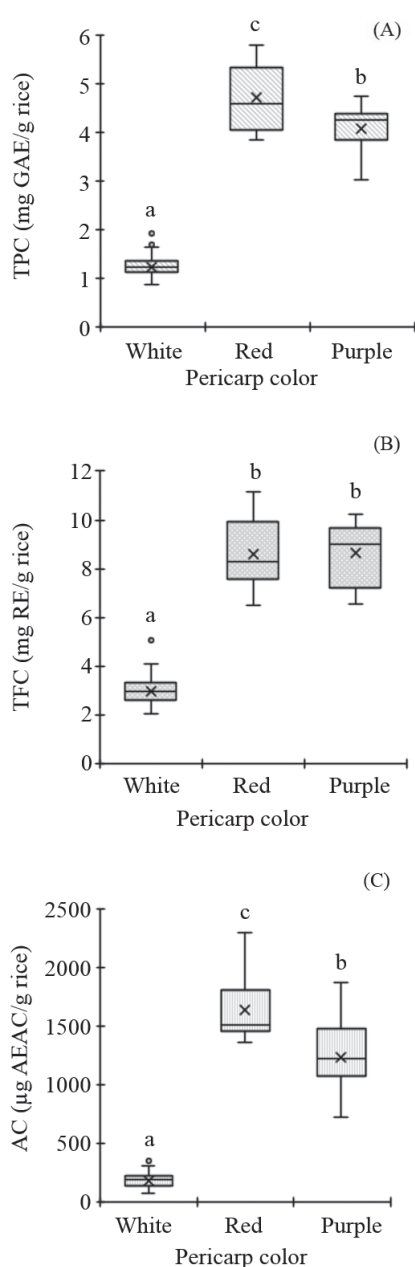 (A)
TPC (mg GAE/g rice)
6
5
4
3
2
1
0
a
c
b
White Red Purple
Pericarp color
(B)
TFC (mg RE/g rice)
12
10
8
6
4
2
0
a
b
b
White Red Purple
Pericarp color
(C)
AC (µg AEAC/g rice)
2500
2000
1500
1000
500
0
a
c
b
White Red Purple
Pericarp color